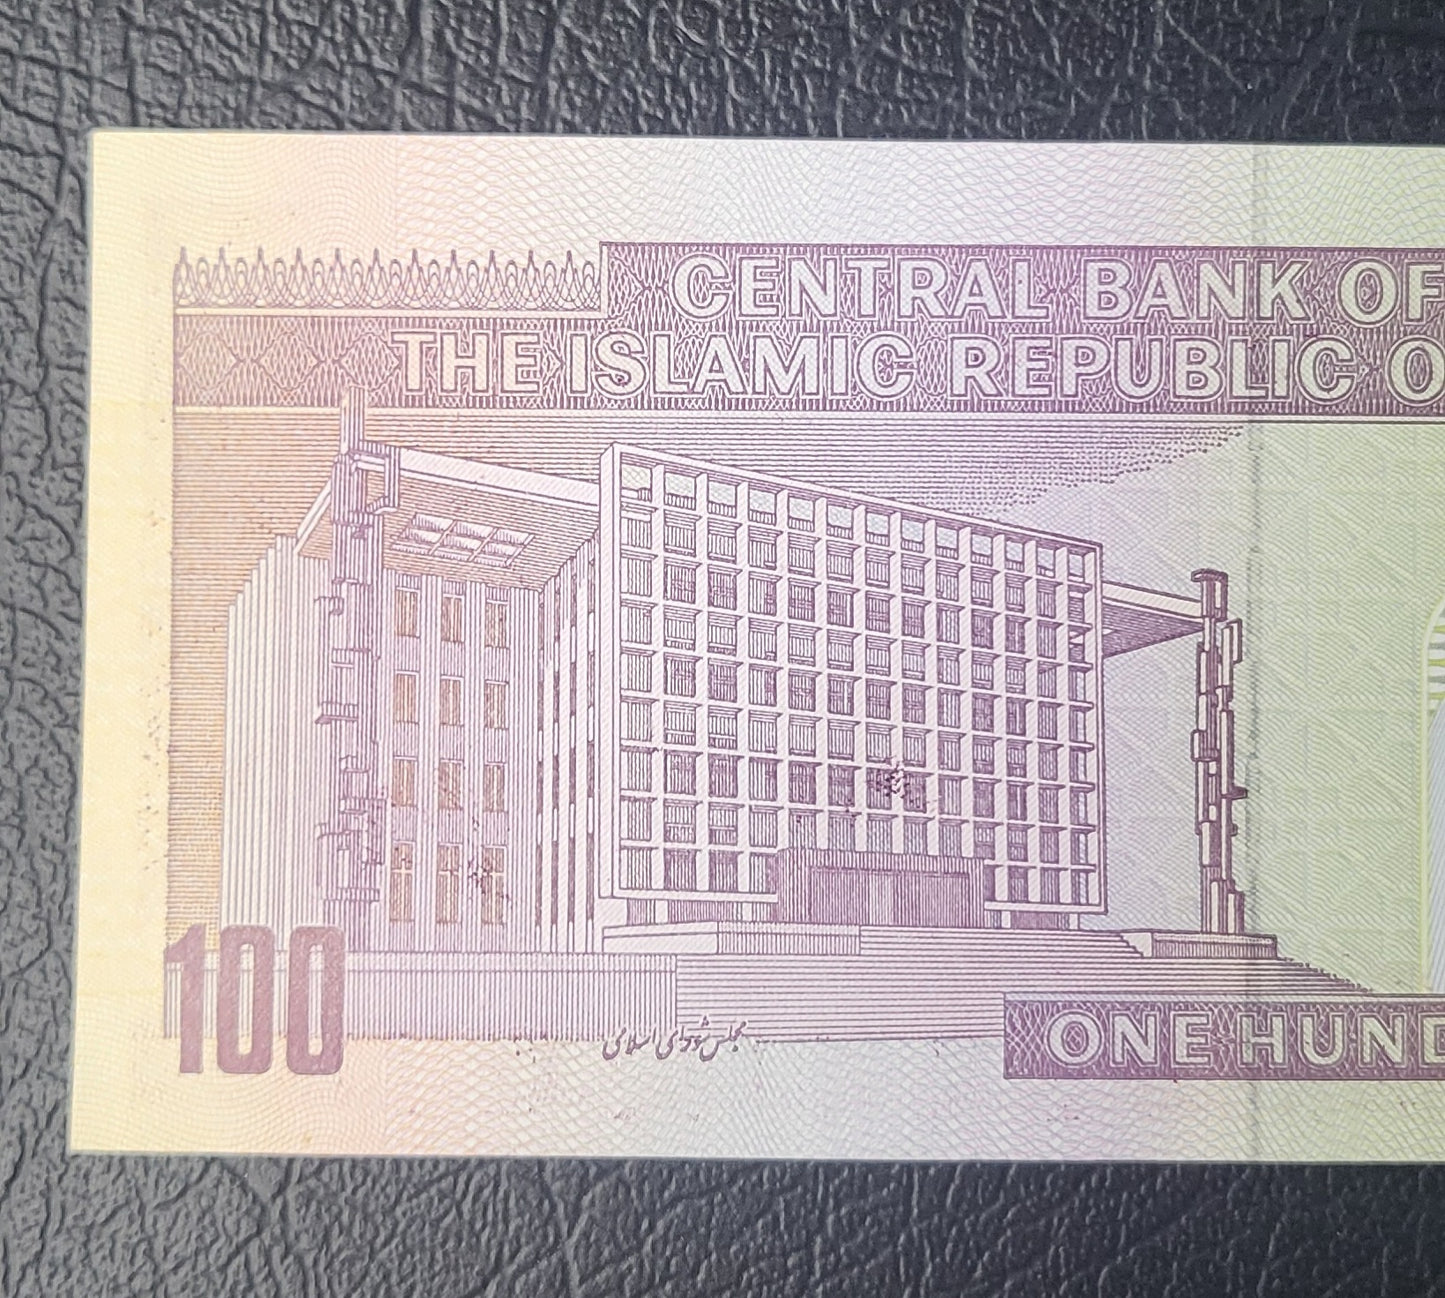 CENTRAL BANK OF
THE ISLAMIC REPUBLIC O
100
مجلس شورای اسلامی
ONE HUND